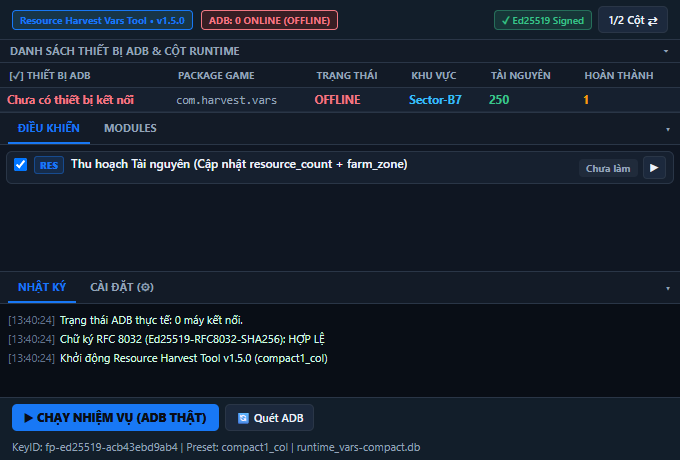 Resource Harvest Vars Tool • v1.5.0 ADB: 0 ONLINE (OFFLINE) ✓ Ed25519 Signed 1/2 Cột ⇄
DANH SÁCH THIẾT BỊ ADB & CỘT RUNTIME
[✓] THIẾT BỊ ADB PACKAGE GAME TRẠNG THÁI KHU VỰC TÀI NGUYÊN HOÀN THÀNH
Chưa có thiết bị kết nối com.harvest.vars OFFLINE Sector-B7 250 1
ĐIỀU KHIỂN MODULES
RES Thu hoạch Tài nguyên (Cập nhật resource_count + farm_zone) Chưa làm ▶
NHẬT KÝ CÀI ĐẶT (⚙)
[13:40:24] Trạng thái ADB thực tế: 0 máy kết nối.
[13:40:24] Chữ ký RFC 8032 (Ed25519-RFC8032-SHA256): HỢP LỆ
[13:40:24] Khởi động Resource Harvest Tool v1.5.0 (compact1_col)
▶ CHẠY NHIỆM VỤ (ADB THẬT) 🔄 Quét ADB
KeyID: fp-ed25519-acb43ebd9ab4 | Preset: compact1_col | runtime_vars-compact.db